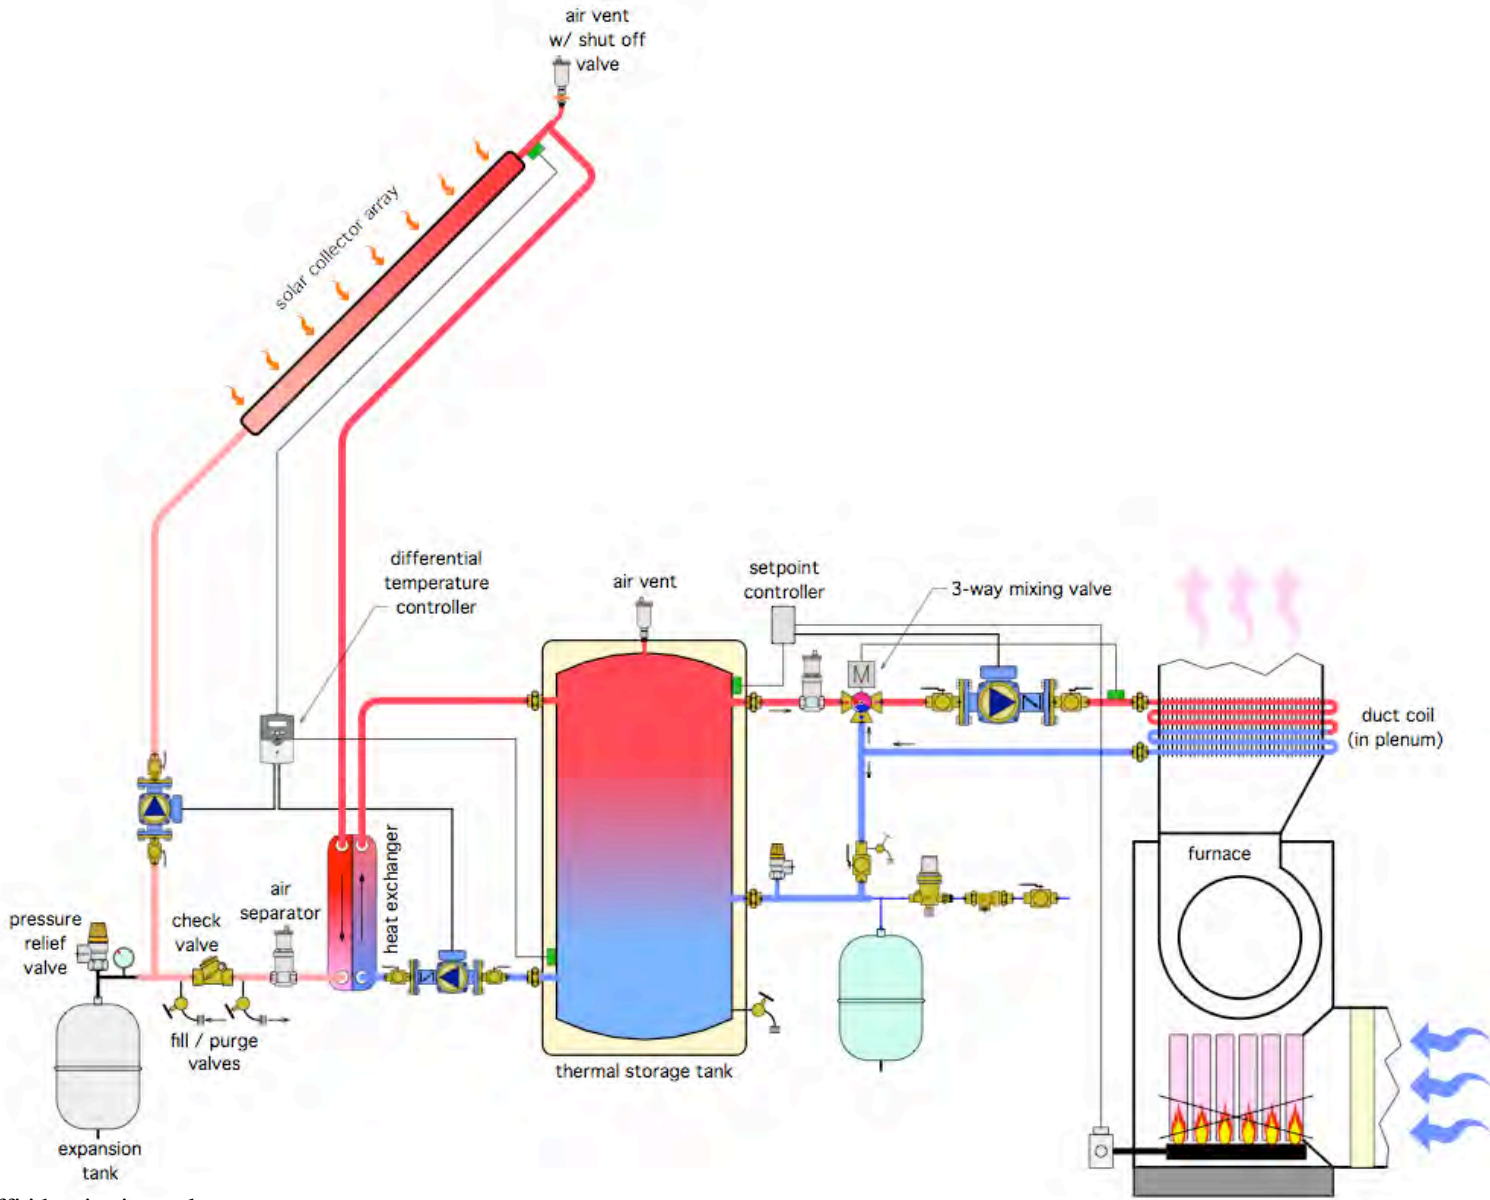 air vent
w/ shut off
valve
solar collector array
differential
temperature
controller
air vent
setpoint
controller
3-way mixing valve
M
duct coil
(in plenum)
furnace
heat exchanger
air
separator
check
valve
pressure
relief
valve
fill / purge
valves
thermal storage tank
expansion
tank